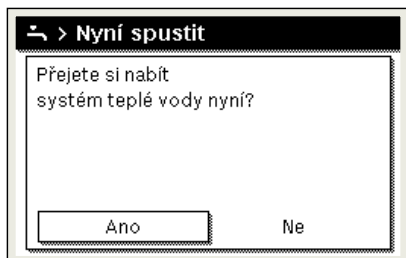 > Nyní spustit
Přejete si nabít
systém teplé vody nyní?
Ano
Ne